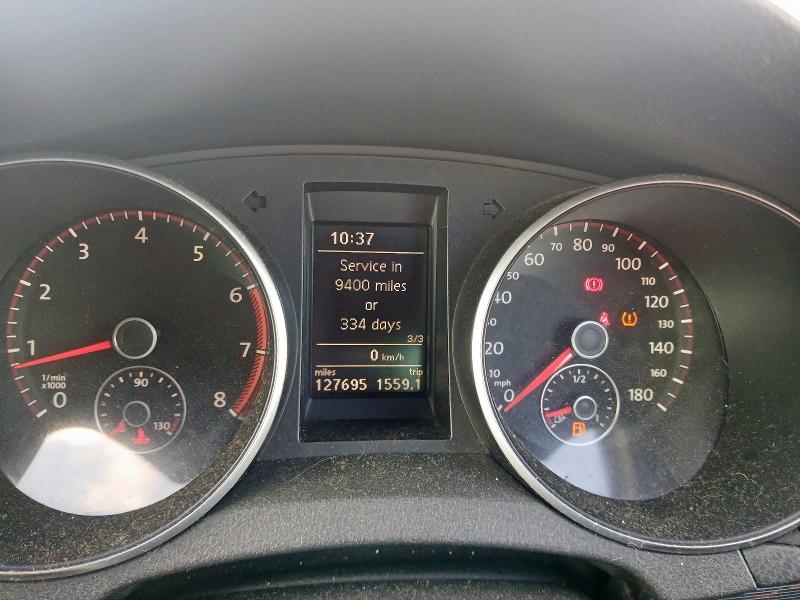 10:37
Service in
9400 miles
or
334 days
3/3
0 km/h
miles trip
127695 1559.1
0 1 2 3 4 5 6 7 8
1/min
x1000
90
130
0 10 20 40 50 60 70 80 90 100 110 120 130 140 160 180
mph
1/2